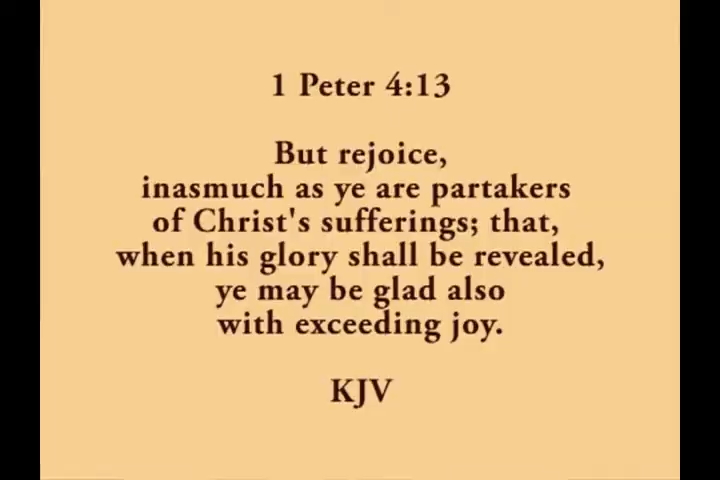 1 Peter 4:13
But rejoice,
inasmuch as ye are partakers
of Christ's sufferings; that,
when his glory shall be revealed,
ye may be glad also
with exceeding joy.
KJV